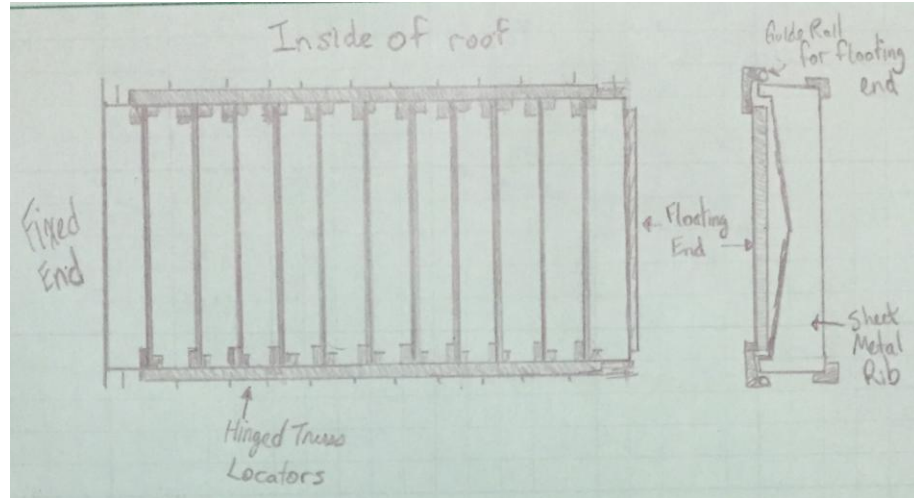 Inside of roof
Guide Rail
for floating
end
Fixed
End
Floating
End
Sheet
Metal
Rib
Hinged Truss
Locators